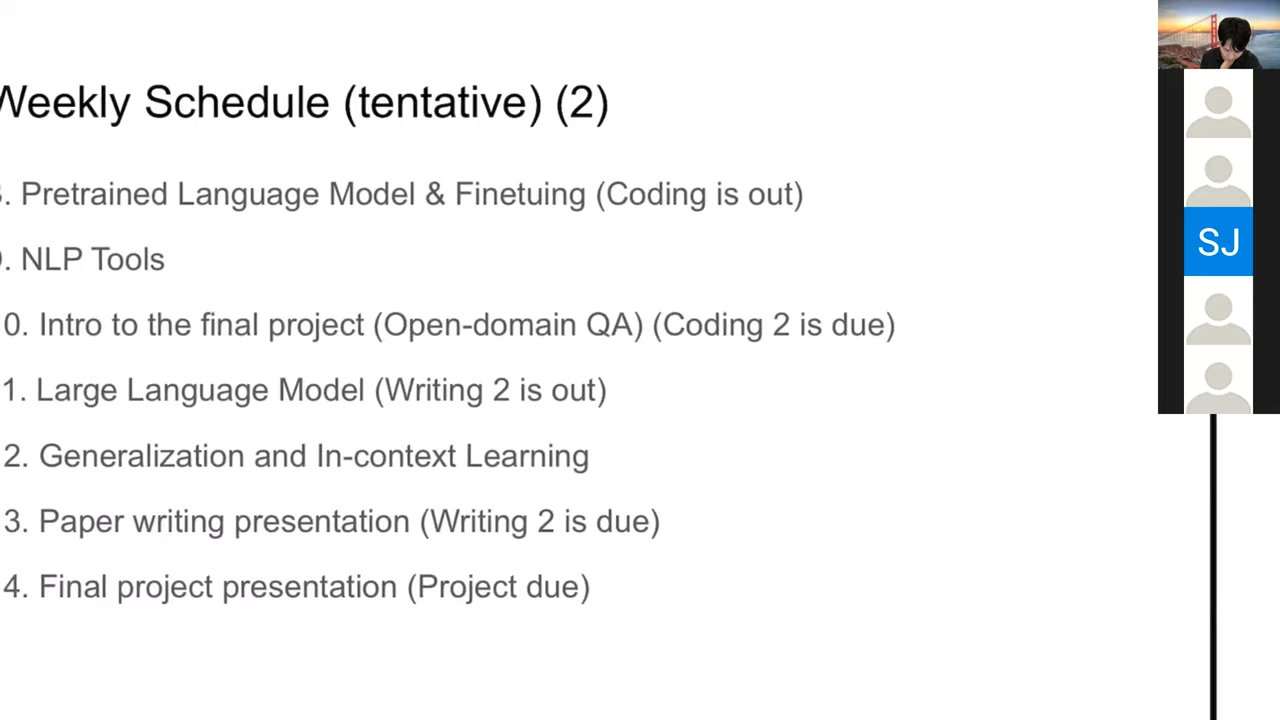 Weekly Schedule (tentative) (2)
. Pretrained Language Model & Finetuing (Coding is out)
. NLP Tools
0. Intro to the final project (Open-domain QA) (Coding 2 is due)
1. Large Language Model (Writing 2 is out)
2. Generalization and In-context Learning
3. Paper writing presentation (Writing 2 is due)
4. Final project presentation (Project due)
SJ